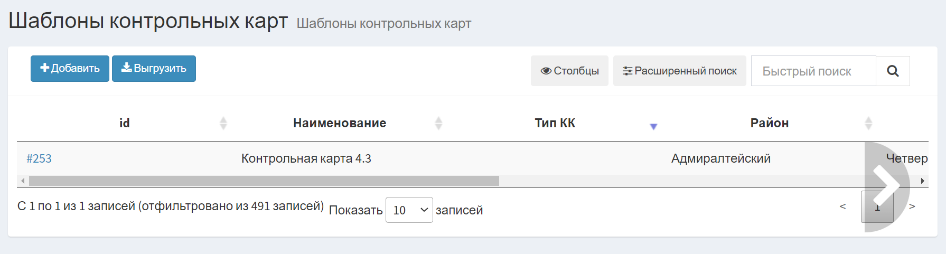 Шаблоны контрольных карт Шаблоны контрольных карт
Добавить Выгрузить Столбцы Расширенный поиск Быстрый поиск
id Наименование Тип КК Район
#253 Контрольная карта 4.3 Адмиралтейский Четвер
С 1 по 1 из 1 записей (отфильтровано из 491 записей) Показать 10 записей < 1 >